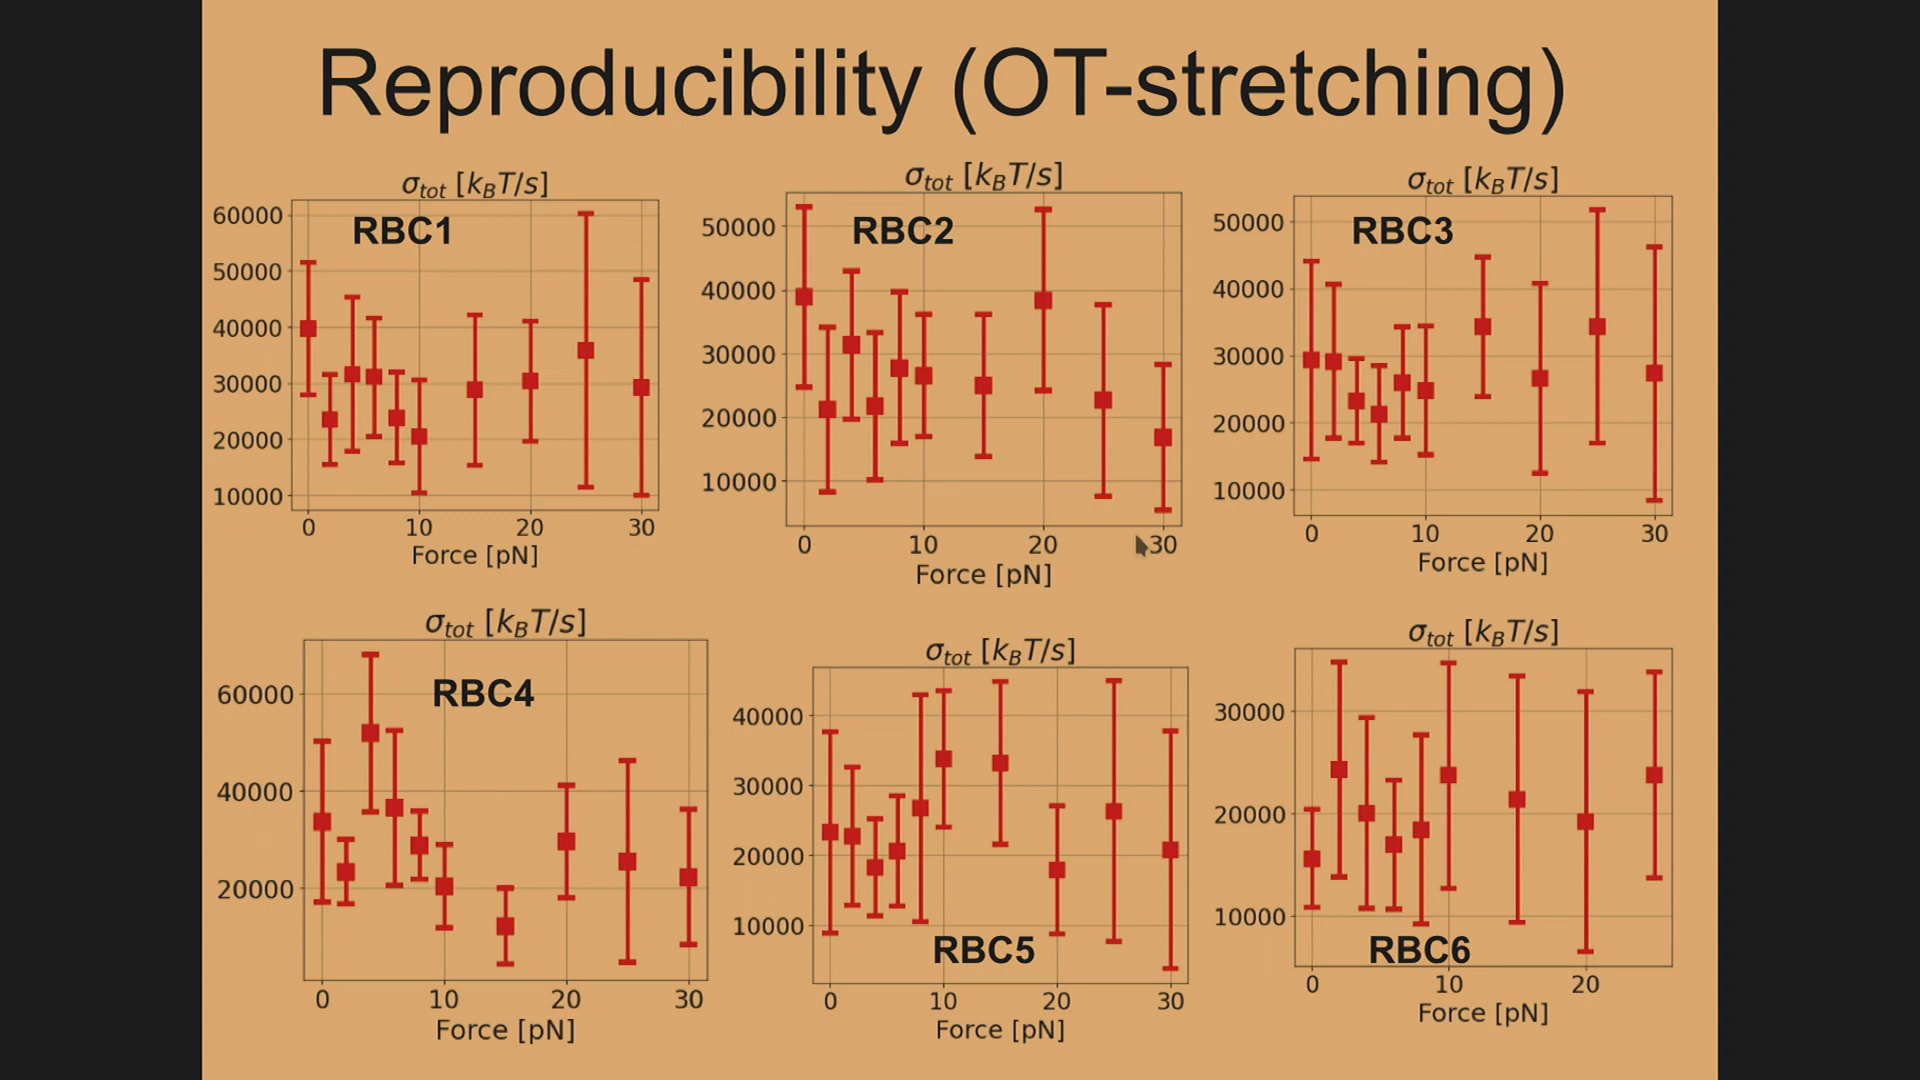 Reproducibility (OT-stretching)
σtot [kBT/s]
RBC1
60000
50000
40000
30000
20000
10000
0 10 20 30
Force [pN]
σtot [kBT/s]
RBC2
50000
40000
30000
20000
10000
0 10 20 30
Force [pN]
σtot [kBT/s]
RBC3
50000
40000
30000
20000
10000
0 10 20 30
Force [pN]
σtot [kBT/s]
RBC4
60000
40000
20000
0 10 20 30
Force [pN]
σtot [kBT/s]
40000
30000
20000
10000
RBC5
0 10 20 30
Force [pN]
σtot [kBT/s]
30000
20000
10000
RBC6
0 10 20
Force [pN]